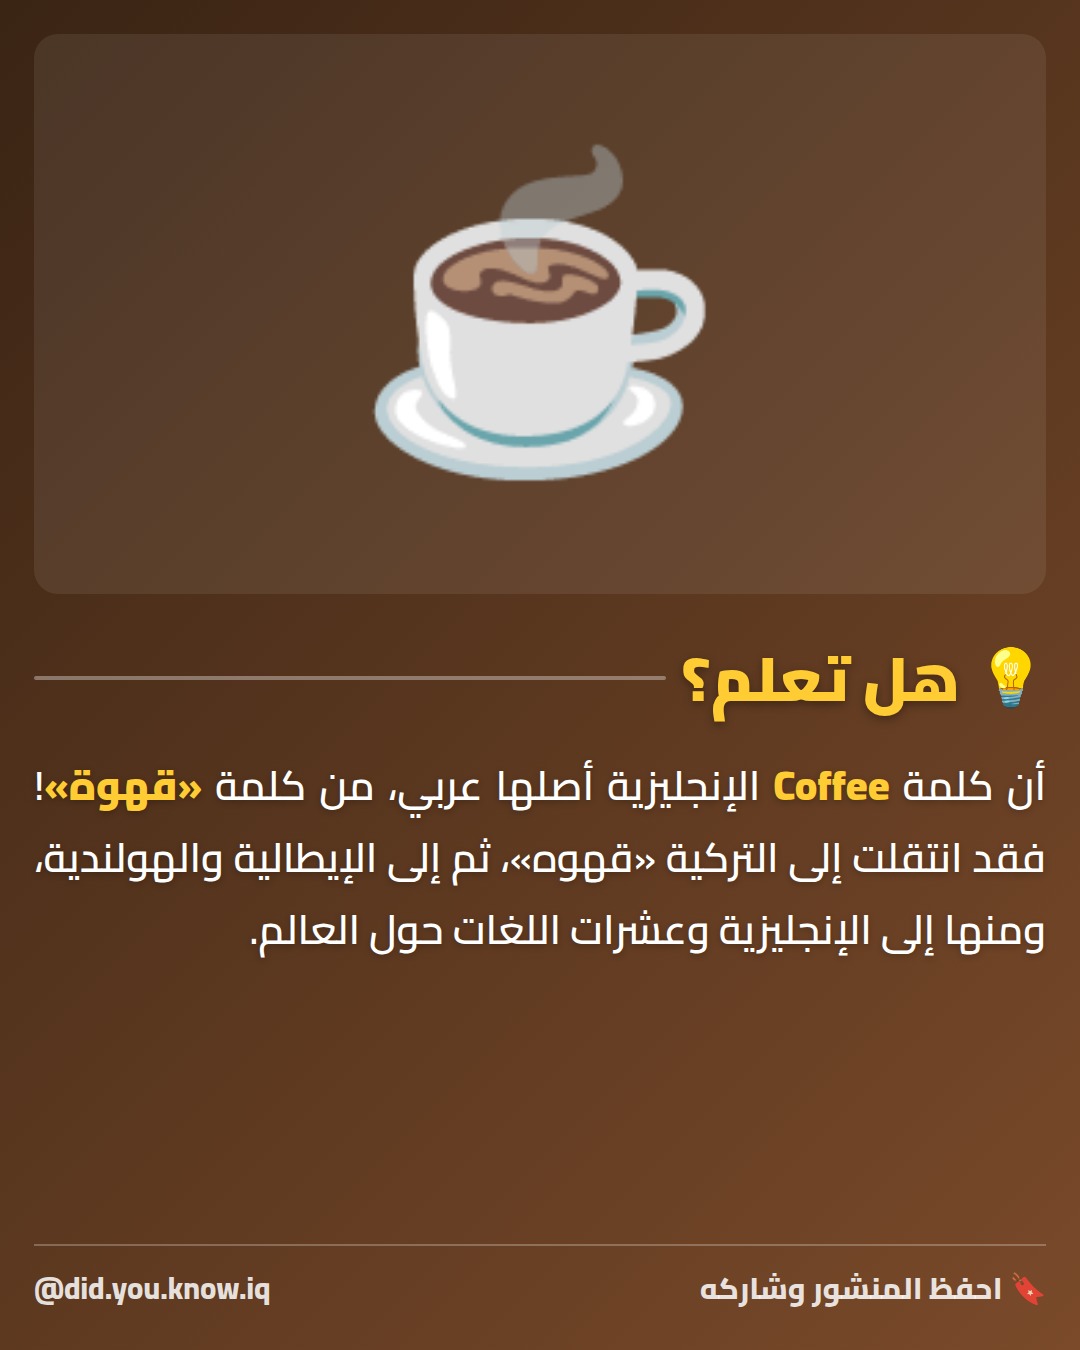 💡 هل تعلم؟
أن كلمة Coffee الإنجليزية أصلها عربي، من كلمة «قهوة»!
فقد انتقلت إلى التركية «قهوه»، ثم إلى الإيطالية والهولندية،
ومنها إلى الإنجليزية وعشرات اللغات حول العالم.
🔖 احفظ المنشور وشاركه
@did.you.know.iq